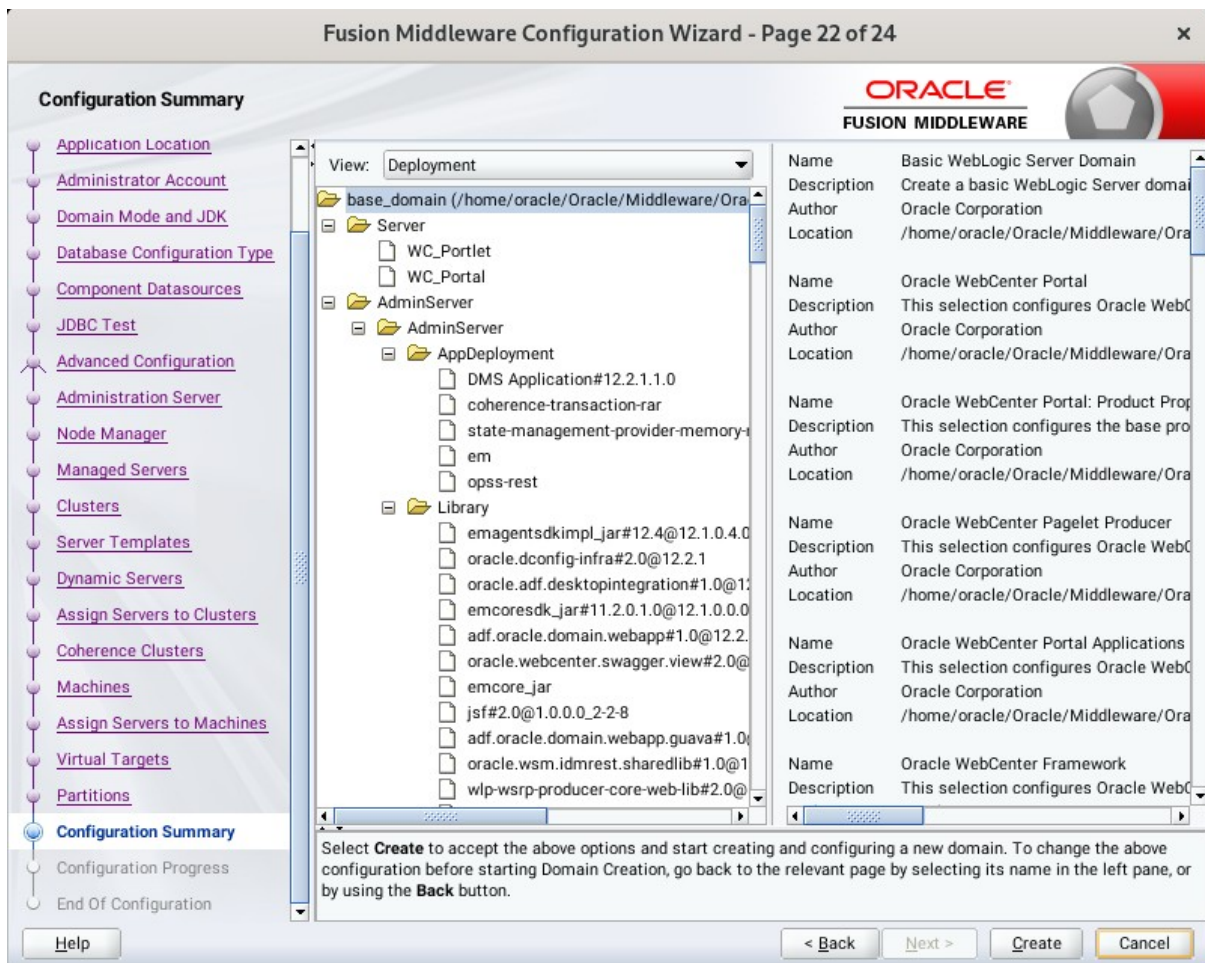 Fusion Middleware Configuration Wizard - Page 22 of 24
Configuration Summary
ORACLE
FUSION MIDDLEWARE
Application Location
Administrator Account
Domain Mode and JDK
Database Configuration Type
Component Datasources
JDBC Test
Advanced Configuration
Administration Server
Node Manager
Managed Servers
Clusters
Server Templates
Dynamic Servers
Assign Servers to Clusters
Coherence Clusters
Machines
Assign Servers to Machines
Virtual Targets
Partitions
Configuration Summary
Configuration Progress
End Of Configuration
View: Deployment
base_domain (/home/oracle/Oracle/Middleware/Ora
Server
WC_Portlet
WC_Portal
AdminServer
AdminServer
AppDeployment
DMS Application#12.2.1.1.0
coherence-transaction-rar
state-management-provider-memory-
em
opss-rest
Library
emagentsdkimpl_jar#12.4@12.1.0.4.0
oracle.dconfig-infra#2.0@12.2.1
oracle.adf.desktopintegration#1.0@12
emcoresdk_jar#11.2.0.1.0@12.1.0.0.0
adf.oracle.domain.webapp#1.0@12.2.
oracle.webcenter.swagger.view#2.0@
emcore_jar
jsf#2.0@1.0.0.0_2-2-8
adf.oracle.domain.webapp.guava#1.0
oracle.wsm.idmrest.sharedlib#1.0@1
wlp-wsrp-producer-core-web-lib#2.0@
Name Basic WebLogic Server Domain
Description Create a basic WebLogic Server domai
Author Oracle Corporation
Location /home/oracle/Oracle/Middleware/Ora
Name Oracle WebCenter Portal
Description This selection configures Oracle WebC
Author Oracle Corporation
Location /home/oracle/Oracle/Middleware/Ora
Name Oracle WebCenter Portal: Product Prop
Description This selection configures the base pro
Author Oracle Corporation
Location /home/oracle/Oracle/Middleware/Ora
Name Oracle WebCenter Pagelet Producer
Description This selection configures Oracle WebC
Author Oracle Corporation
Location /home/oracle/Oracle/Middleware/Ora
Name Oracle WebCenter Portal Applications
Description This selection configures Oracle WebC
Author Oracle Corporation
Location /home/oracle/Oracle/Middleware/Ora
Name Oracle WebCenter Framework
Description This selection configures Oracle WebC
Select Create to accept the above options and start creating and configuring a new domain. To change the above
configuration before starting Domain Creation, go back to the relevant page by selecting its name in the left pane, or
by using the Back button.
Help
< Back
Next >
Create
Cancel